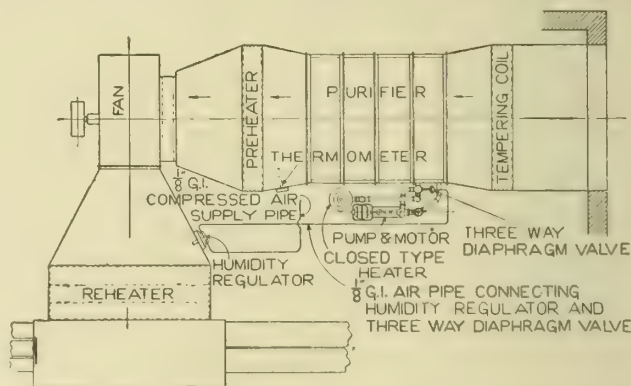 FAN
PREHEATER
PURIFIER
TEMPERING COIL
THERMOMETER
1/8" G.I.
COMPRESSED AIR
SUPPLY PIPE
HUMIDITY
REGULATOR
PUMP & MOTOR
CLOSED TYPE
HEATER
THREE WAY
DIAPHRAGM VALVE
1/8" G.I. AIR PIPE CONNECTING
HUMIDITY REGULATOR AND
THREE WAY DIAPHRAGM VALVE
REHEATER